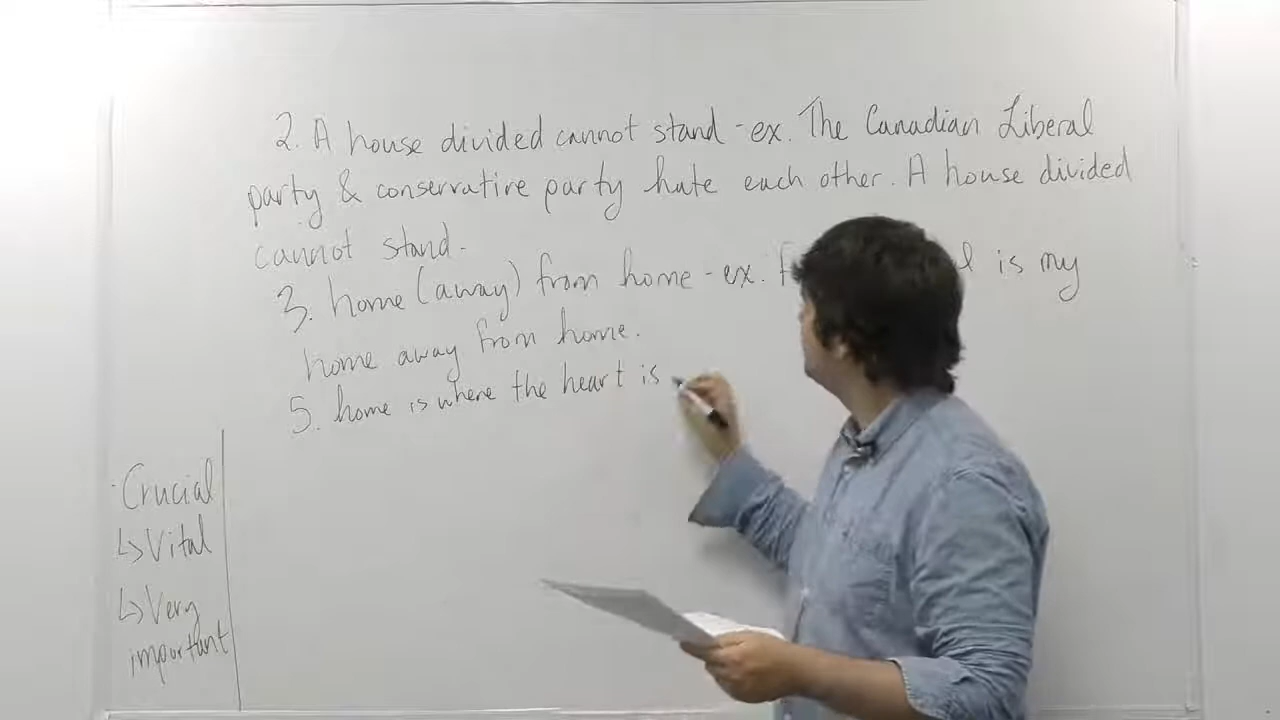 2. A house divided cannot stand - ex. The Canadian Liberal
party & conservative party hate each other. A house divided
cannot stand.
3. home (away) from home - ex. is my
home away from home.
5. home is where the heart is
Crucial
↳ Vital
↳ Very
important